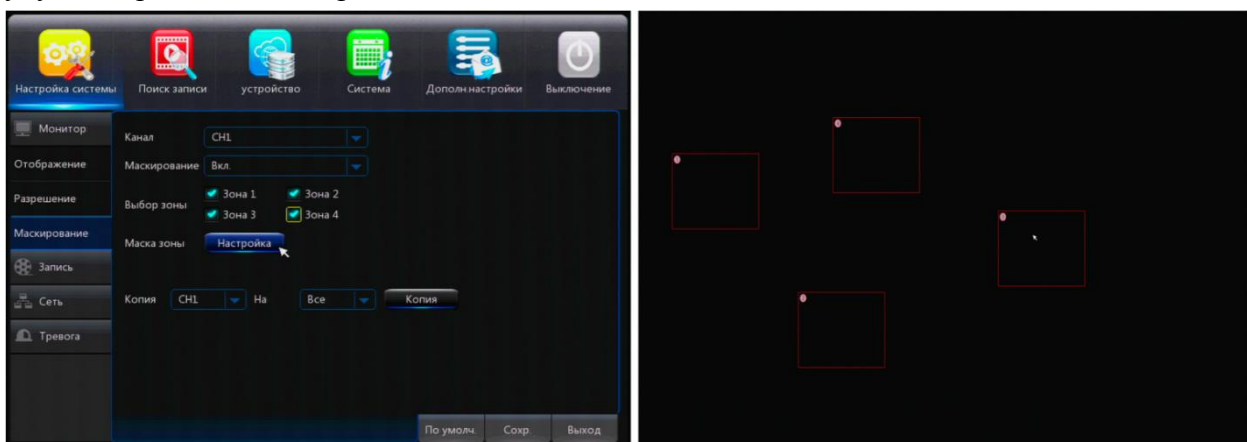 Настройка системы Поиск записи устройство Система Дополн.настройки Выключение
Монитор
Отображение
Разрешение
Маскирование
Запись
Сеть
Тревога
Канал CH1
Маскирование Вкл.
Выбор зоны Зона 1 Зона 2
Зона 3 Зона 4
Маска зоны Настройка
Копия CH1 На Все Копия
По умолч. Сохр. Выход